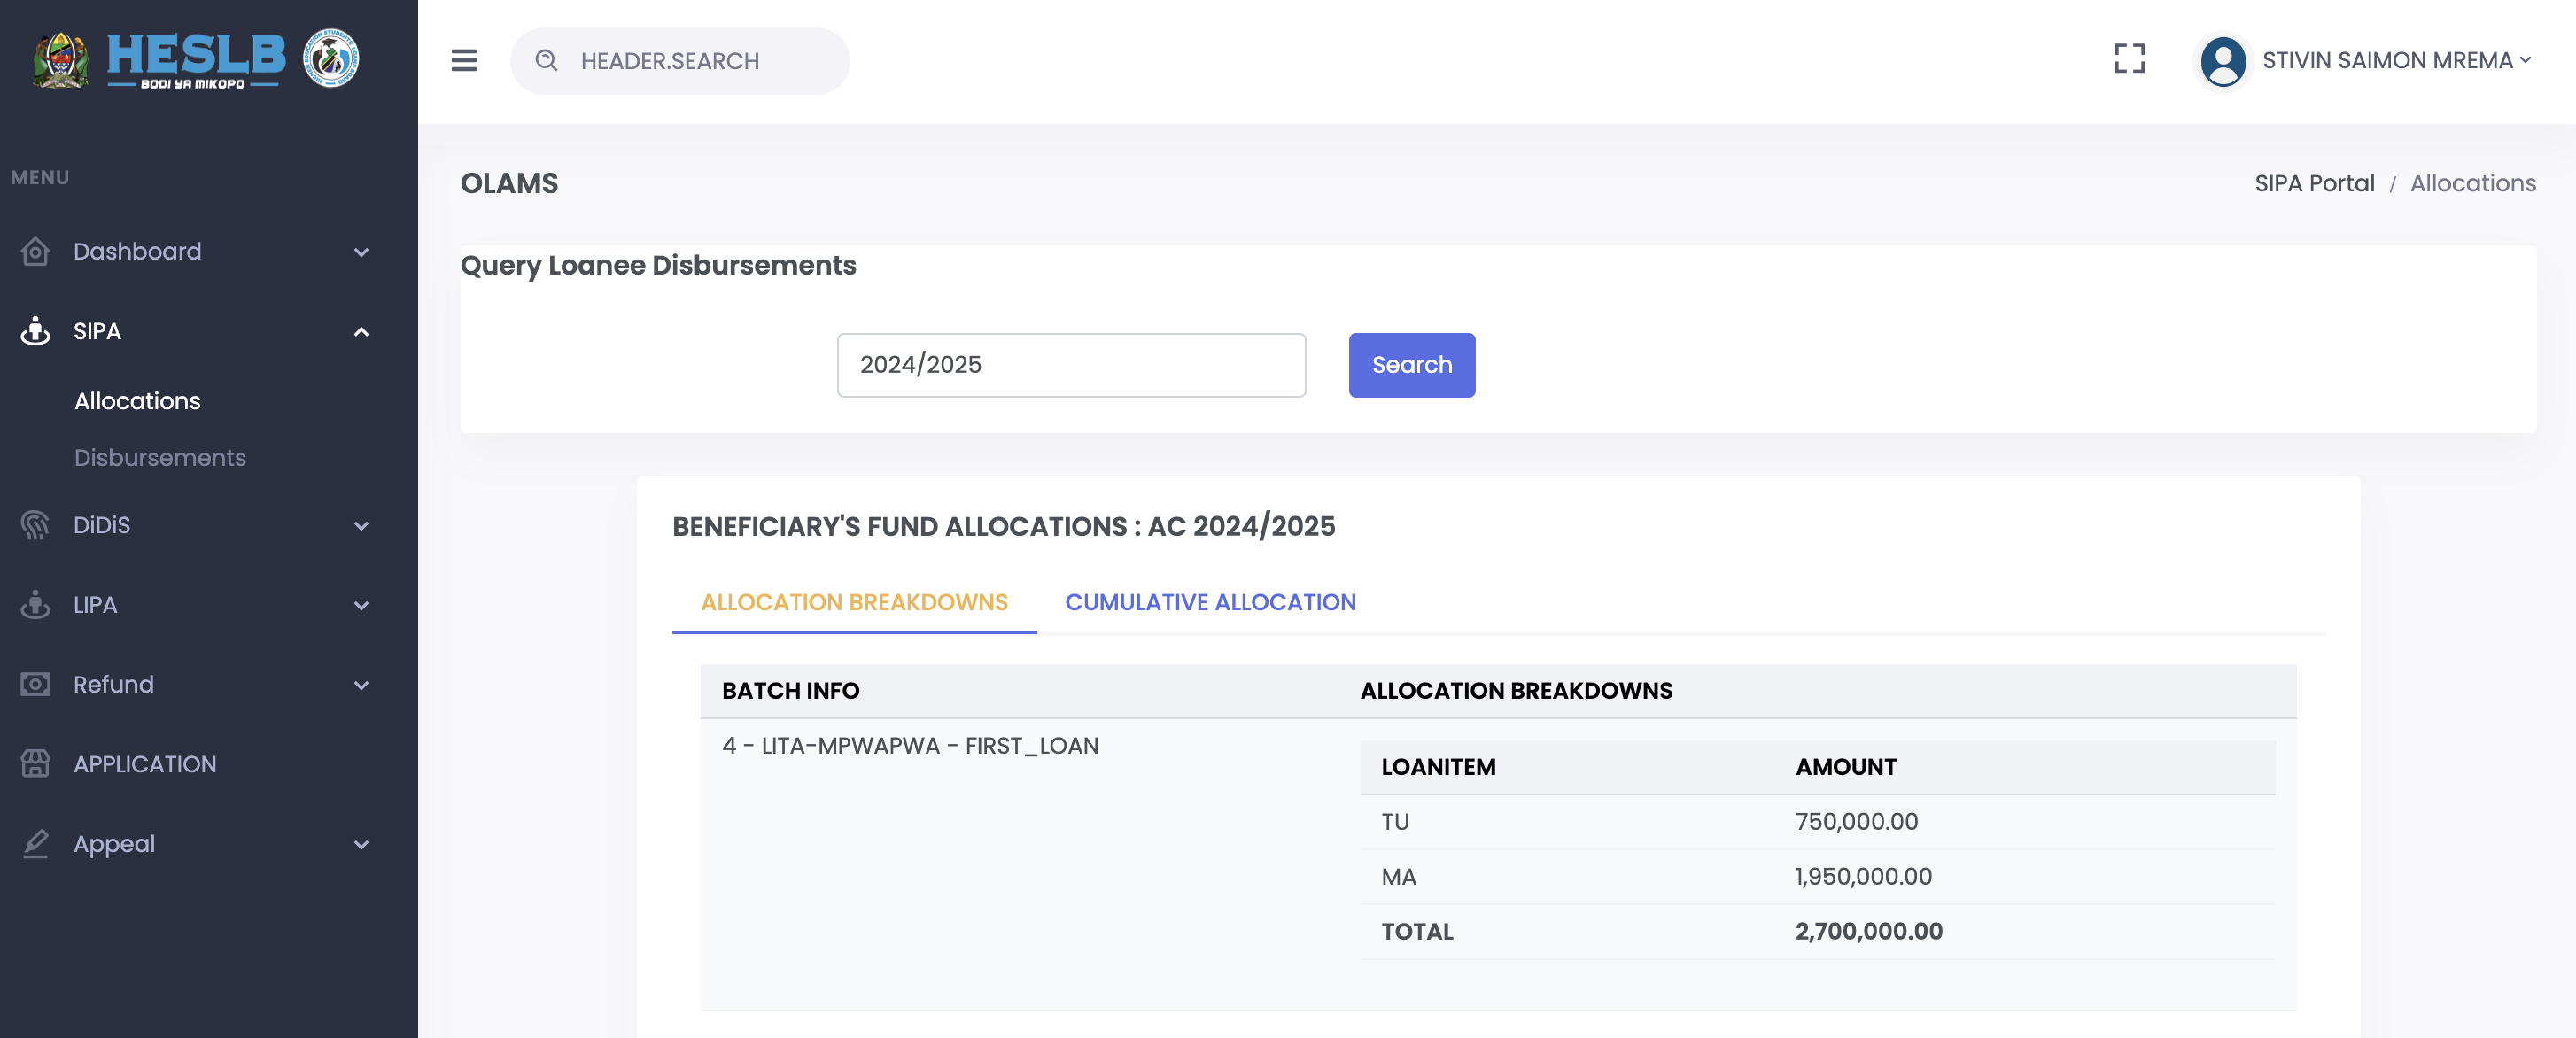 HESLB
BODI YA MIKOPO
HEADER.SEARCH
STIVIN SAIMON MREMA
MENU
Dashboard
SIPA
Allocations
Disbursements
DiDiS
LIPA
Refund
APPLICATION
Appeal
OLAMS
SIPA Portal / Allocations
Query Loanee Disbursements
2024/2025
Search
BENEFICIARY'S FUND ALLOCATIONS : AC 2024/2025
ALLOCATION BREAKDOWNS CUMULATIVE ALLOCATION
BATCH INFO ALLOCATION BREAKDOWNS
4 - LITA-MPWAPWA - FIRST_LOAN
LOANITEM AMOUNT
TU 750,000.00
MA 1,950,000.00
TOTAL 2,700,000.00